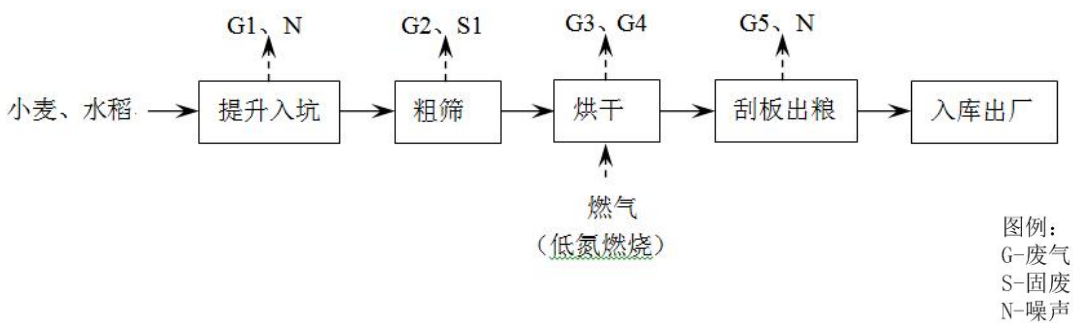 G1、N
G2、S1
G3、G4
G5、N
小麦、水稻
提升入坑
粗筛
烘干
刮板出粮
入库出厂
燃气
（低氮燃烧）
图例：
G-废气
S-固废
N-噪声